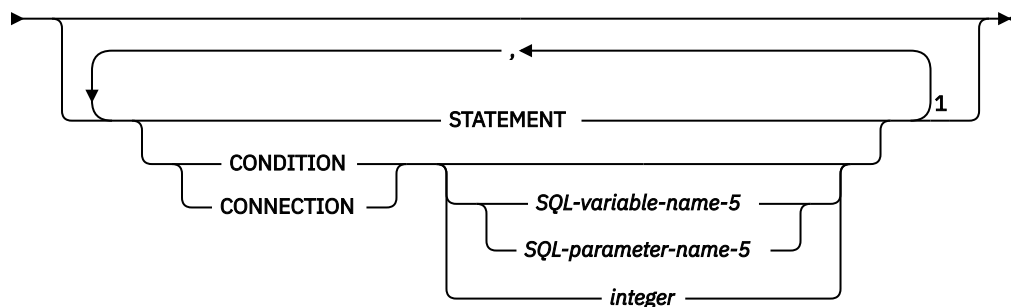 ,
STATEMENT
1
CONDITION
CONNECTION
SQL-variable-name-5
SQL-parameter-name-5
integer